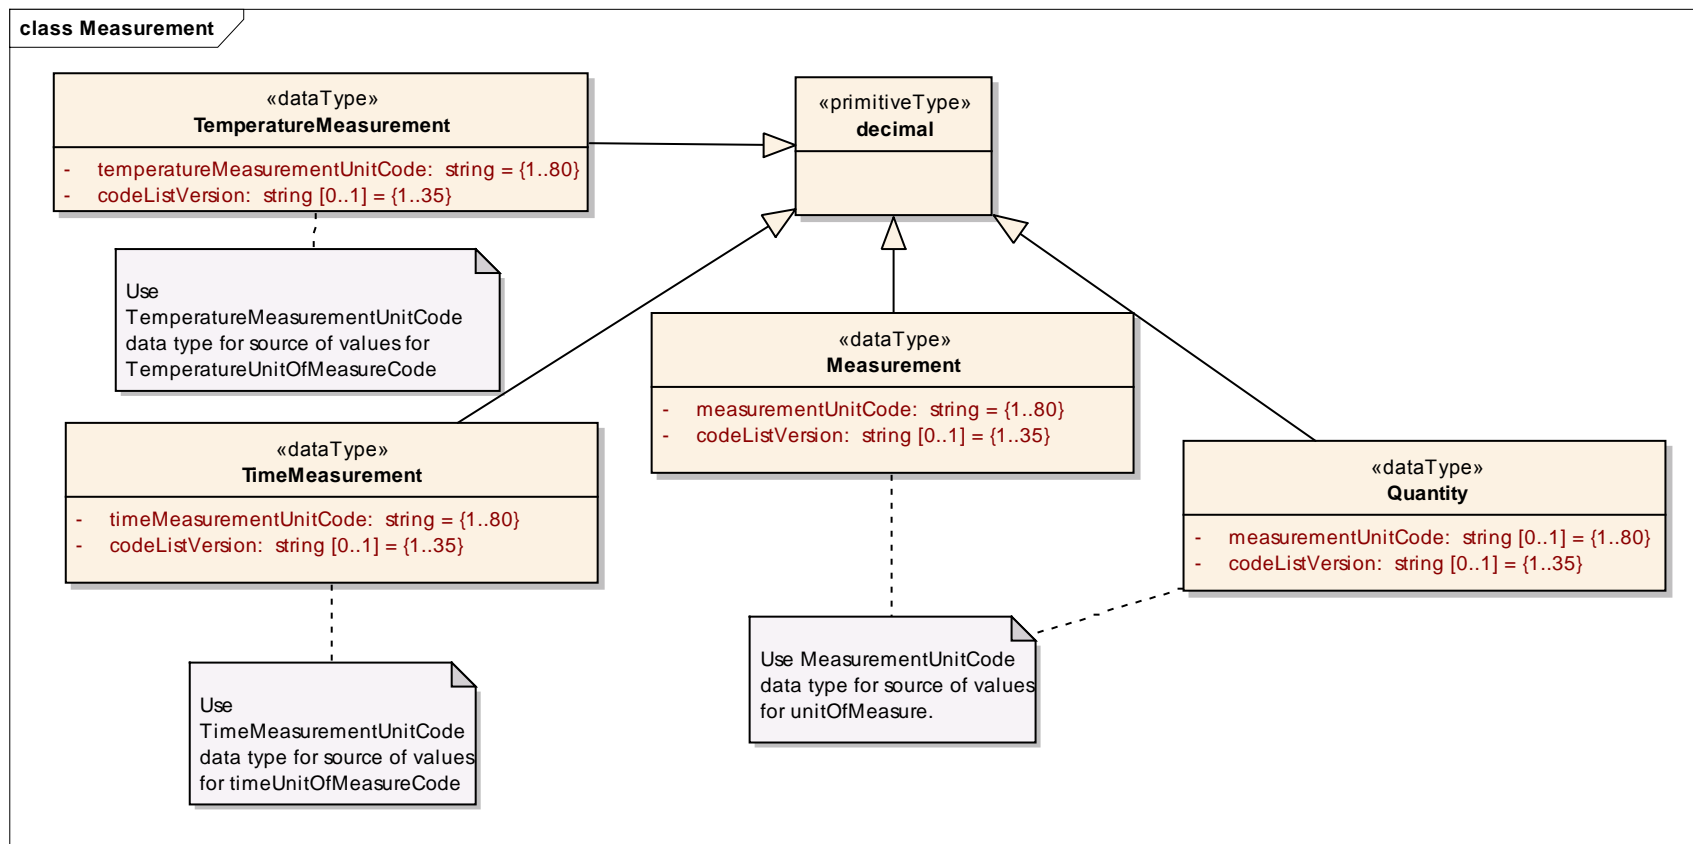 class Measurement
«dataType»
TemperatureMeasurement
- temperatureMeasurementUnitCode: string = {1..80}
- codeListVersion: string [0..1] = {1..35}
«primitiveType»
decimal
Use
TemperatureMeasurementUnitCode
data type for source of values for
TemperatureUnitOfMeasureCode
«dataType»
Measurement
- measurementUnitCode: string = {1..80}
- codeListVersion: string [0..1] = {1..35}
«dataType»
TimeMeasurement
- timeMeasurementUnitCode: string = {1..80}
- codeListVersion: string [0..1] = {1..35}
«dataType»
Quantity
- measurementUnitCode: string [0..1] = {1..80}
- codeListVersion: string [0..1] = {1..35}
Use MeasurementUnitCode
data type for source of values
for unitOfMeasure.
Use
TimeMeasurementUnitCode
data type for source of values
for timeUnitOfMeasureCode